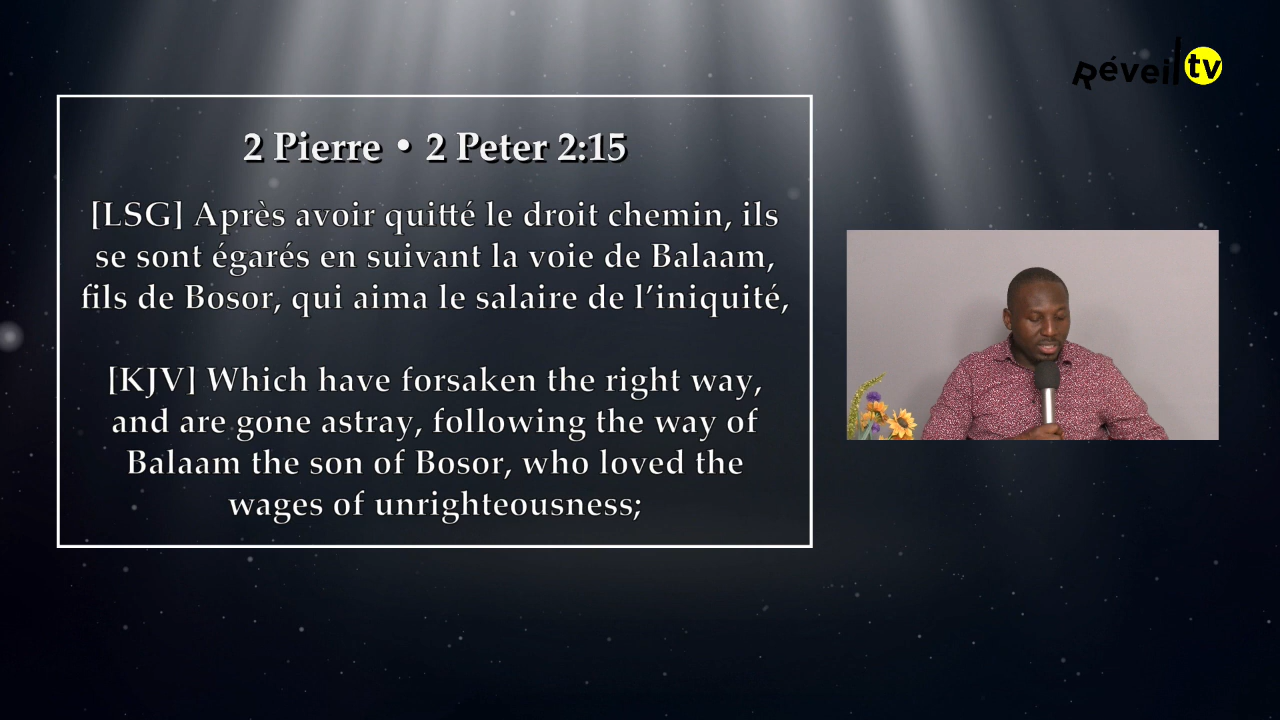 Réveil tv
2 Pierre • 2 Peter 2:15
[LSG] Après avoir quitté le droit chemin, ils
se sont égarés en suivant la voie de Balaam,
fils de Bosor, qui aima le salaire de l’iniquité,
[KJV] Which have forsaken the right way,
and are gone astray, following the way of
Balaam the son of Bosor, who loved the
wages of unrighteousness;